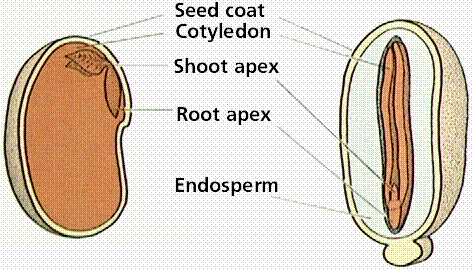 Seed coat
Cotyledon
Shoot apex
Root apex
Endosperm